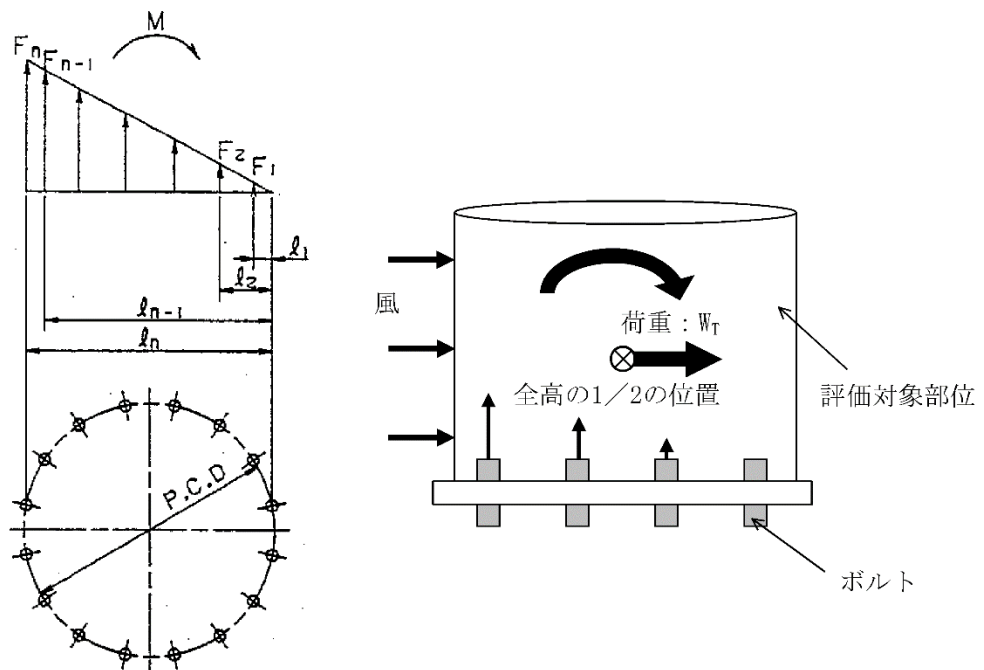 M
Fn
Fn-1
F2
F1
ℓ1
ℓ2
ℓn-1
ℓn
P.C.D
風
荷重：WT
全高の1／2の位置
評価対象部位
ボルト